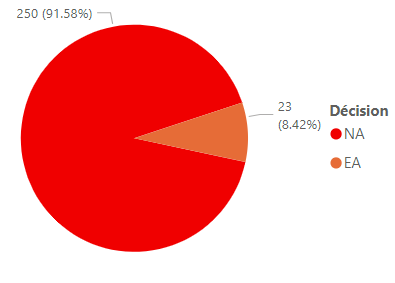 250 (91.58%)
23
(8.42%)
Décision
NA
EA